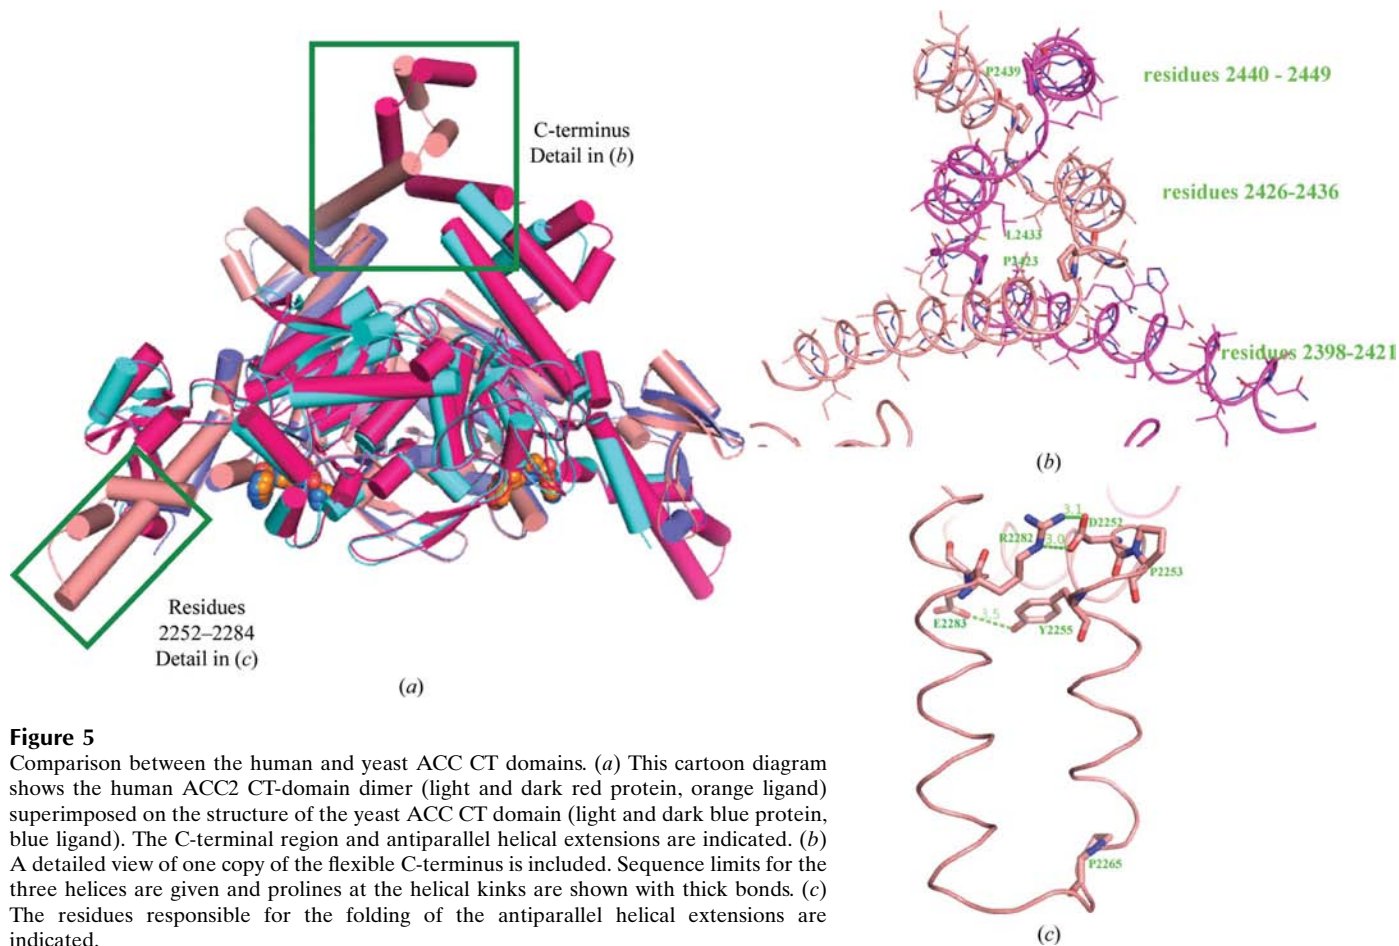 C-terminus
Detail in (b)
Residues
2252–2284
Detail in (c)
(a)
P2439
residues 2440 - 2449
residues 2426-2436
L2433
P2423
residues 2398-2421
(b)
3.1
D2252
R2282
3.0
P2253
3.5
E2283
Y2255
P2265
(c)
Figure 5
Comparison between the human and yeast ACC CT domains. (a) This cartoon diagram
shows the human ACC2 CT-domain dimer (light and dark red protein, orange ligand)
superimposed on the structure of the yeast ACC CT domain (light and dark blue protein,
blue ligand). The C-terminal region and antiparallel helical extensions are indicated. (b)
A detailed view of one copy of the flexible C-terminus is included. Sequence limits for the
three helices are given and prolines at the helical kinks are shown with thick bonds. (c)
The residues responsible for the folding of the antiparallel helical extensions are
indicated.